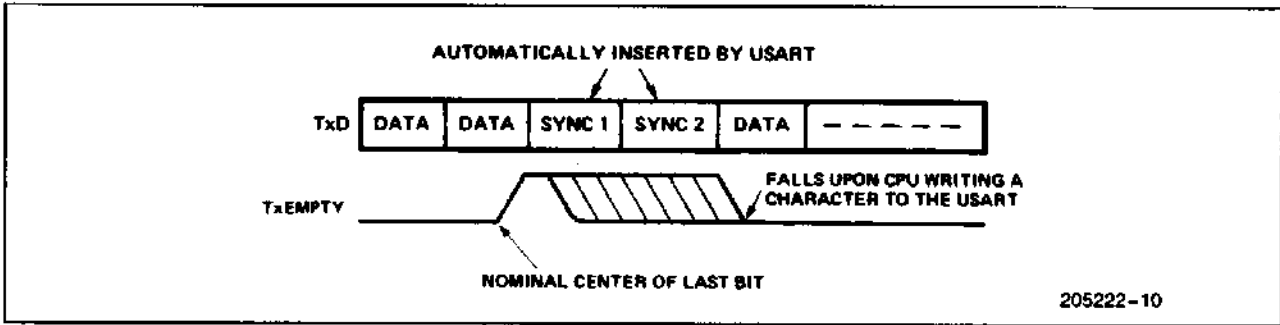 AUTOMATICALLY INSERTED BY USART
TxD DATA DATA SYNC 1 SYNC 2 DATA – – – – – –
TxEMPTY
FALLS UPON CPU WRITING A
CHARACTER TO THE USART
NOMINAL CENTER OF LAST BIT
205222–10